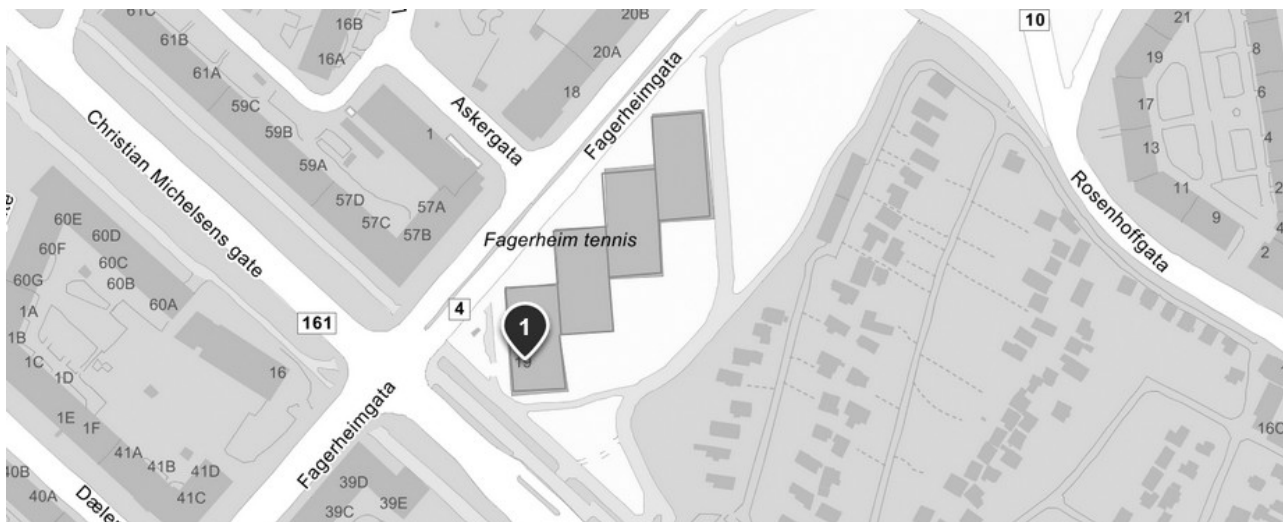 61C
61B
61A
59C
59B
59A
57D
57C
57A
57B
16B
16A
1
20B
20A
18
Askergata
Fagerheimgata
Christian Michelsens gate
10
21
19
17
13
11
9
8
6
4
2
Rosenhoffgata
Fagerheim tennis
60E
60D
60F
60C
60B
60G
60A
1A
1B
1C
1D
1E
1F
16
161
4
1
19
Fagerheimgata
41A
41B
41D
41C
40B
40A
39D
39E
39C
16C